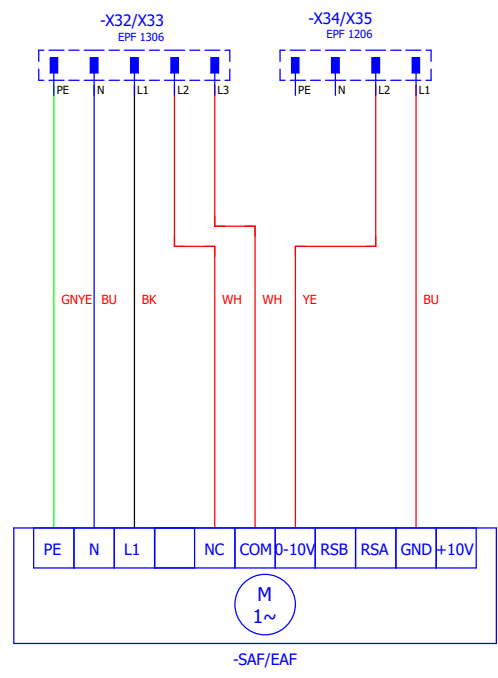 -X32/X33
EPF 1306
-X34/X35
EPF 1206
PE N L1 L2 L3
PE N L2 L1
GNYE BU BK WH WH YE BU
PE N L1 NC COM 0-10V RSB RSA GND +10V
M
1~
-SAF/EAF